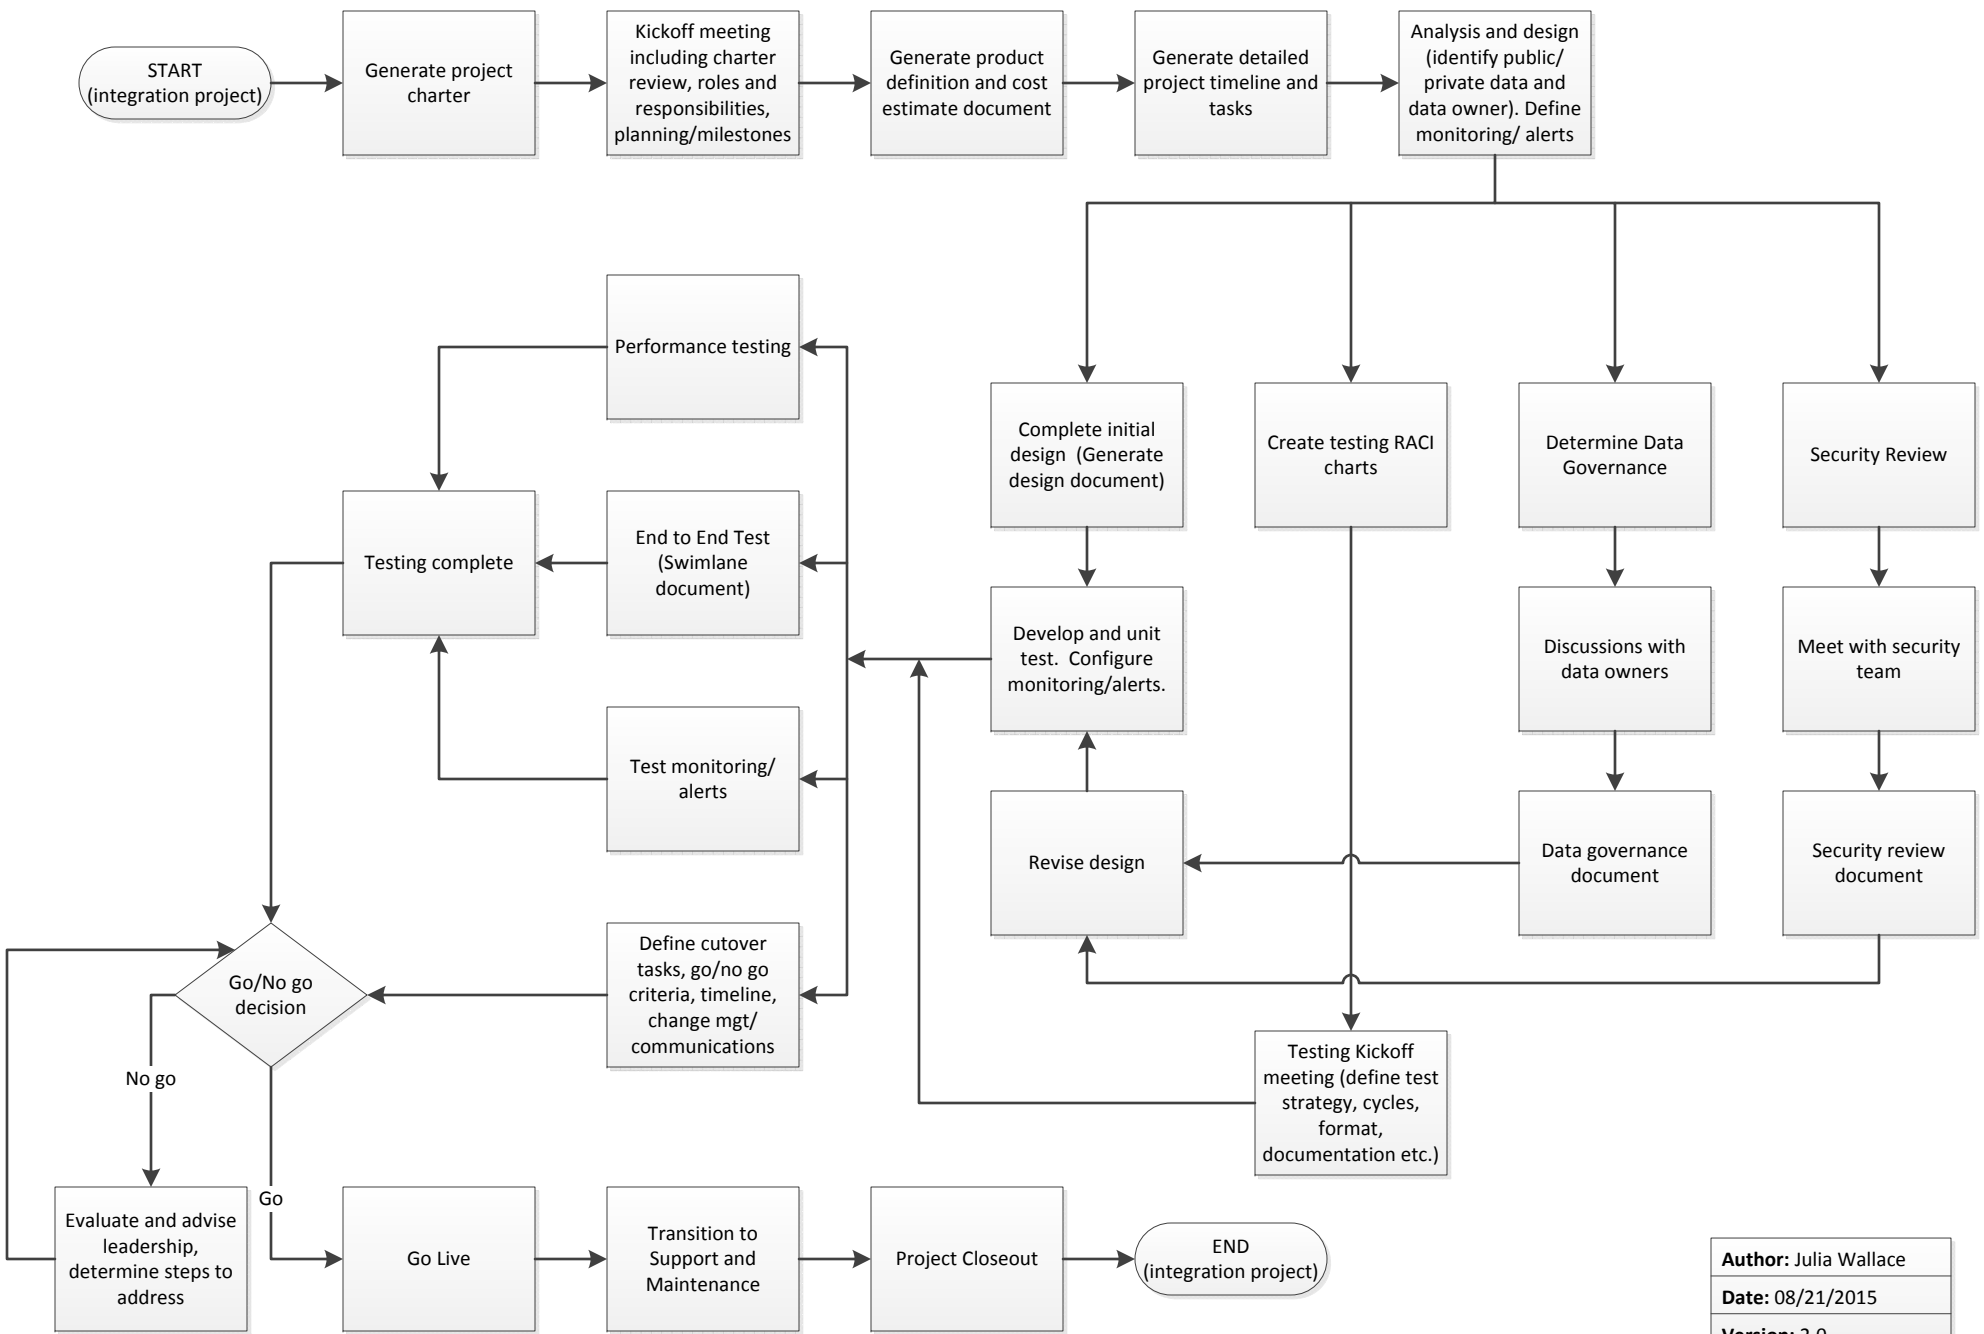 START
(integration project)
Generate project
charter
Kickoff meeting
including charter
review, roles and
responsibilities,
planning/milestones
Generate product
definition and cost
estimate document
Generate detailed
project timeline and
tasks
Analysis and design
(identify public/
private data and
data owner). Define
monitoring/ alerts
Performance testing
Complete initial
design (Generate
design document)
Create testing RACI
charts
Determine Data
Governance
Security Review
Testing complete
End to End Test
(Swimlane
document)
Develop and unit
test. Configure
monitoring/alerts.
Discussions with
data owners
Meet with security
team
Test monitoring/
alerts
Revise design
Data governance
document
Security review
document
Go/No go
decision
Define cutover
tasks, go/no go
criteria, timeline,
change mgt/
communications
No go
Testing Kickoff
meeting (define test
strategy, cycles,
format,
documentation etc.)
Go
Evaluate and advise
leadership,
determine steps to
address
Go Live
Transition to
Support and
Maintenance
Project Closeout
END
(integration project)
Author: Julia Wallace
Date: 08/21/2015